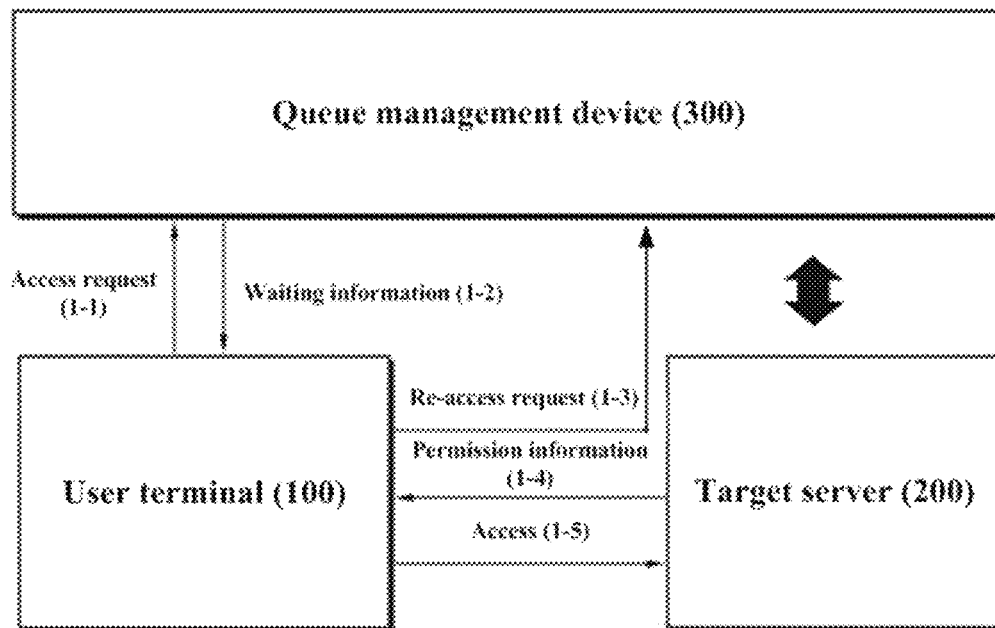 Queue management device (300)
Access request
(1-1)
Waiting information (1-2)
Re-access request (1-3)
Permission information
(1-4)
Access (1-5)
User terminal (100)
Target server (200)